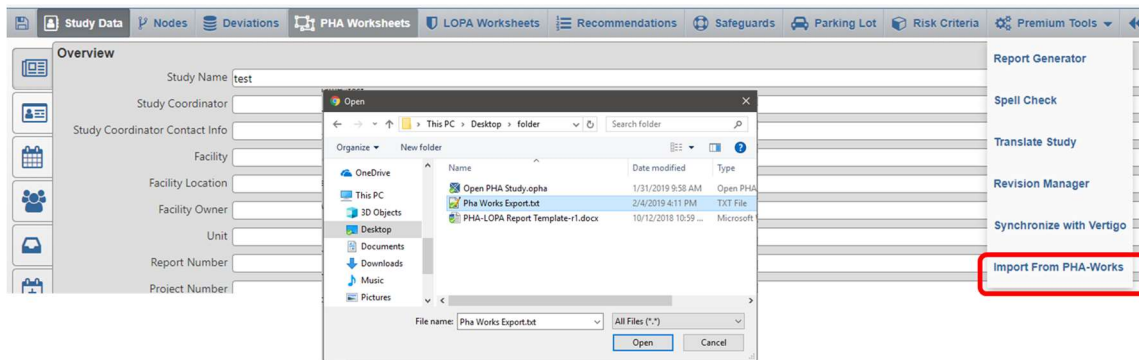 Study Data Nodes Deviations PHA Worksheets LOPA Worksheets Recommendations Safeguards Parking Lot Risk Criteria Premium Tools
Overview
Study Name test
Study Coordinator
Study Coordinator Contact Info
Facility
Facility Location
Facility Owner
Unit
Report Number
Project Number
Open
This PC > Desktop > folder
Search folder
Organize New folder
OneDrive
This PC
3D Objects
Desktop
Documents
Downloads
Music
Pictures
Name Date modified Type
Open PHA Study.opha 1/31/2019 9:58 AM Open PHA
Pha Works Export.txt 2/4/2019 4:11 PM TXT File
PHA-LOPA Report Template-r1.docx 10/12/2018 10:59 ... Microsoft
File name: Pha Works Export.txt All Files (*.*)
Open Cancel
Report Generator
Spell Check
Translate Study
Revision Manager
Synchronize with Vertigo
Import From PHA-Works